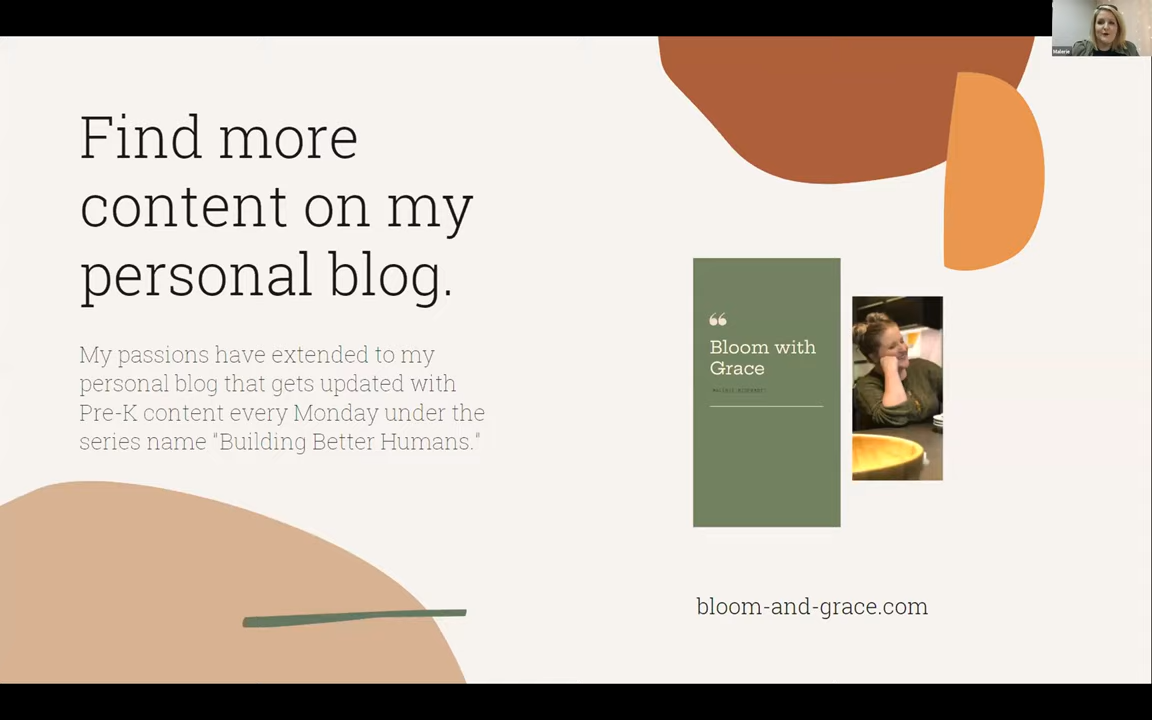 Find more
content on my
personal blog.
My passions have extended to my
personal blog that gets updated with
Pre-K content every Monday under the
series name "Building Better Humans."
“
Bloom with
Grace
bloom-and-grace.com
Malerie